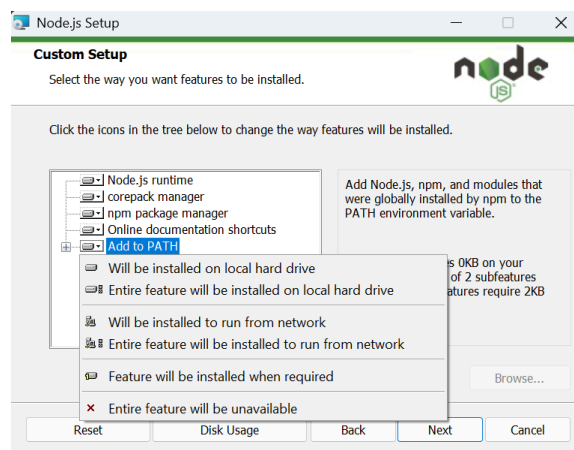 Node.js Setup
Custom Setup
Select the way you want features to be installed.
node
JS
Click the icons in the tree below to change the way features will be installed.
Node.js runtime
corepack manager
npm package manager
Online documentation shortcuts
Add to PATH
Add Node.js, npm, and modules that
were globally installed by npm to the
PATH environment variable.
0KB on your
of 2 subfeatures
require 2KB
Will be installed on local hard drive
Entire feature will be installed on local hard drive
Will be installed to run from network
Entire feature will be installed to run from network
Feature will be installed when required
Entire feature will be unavailable
Browse...
Reset
Disk Usage
Back
Next
Cancel